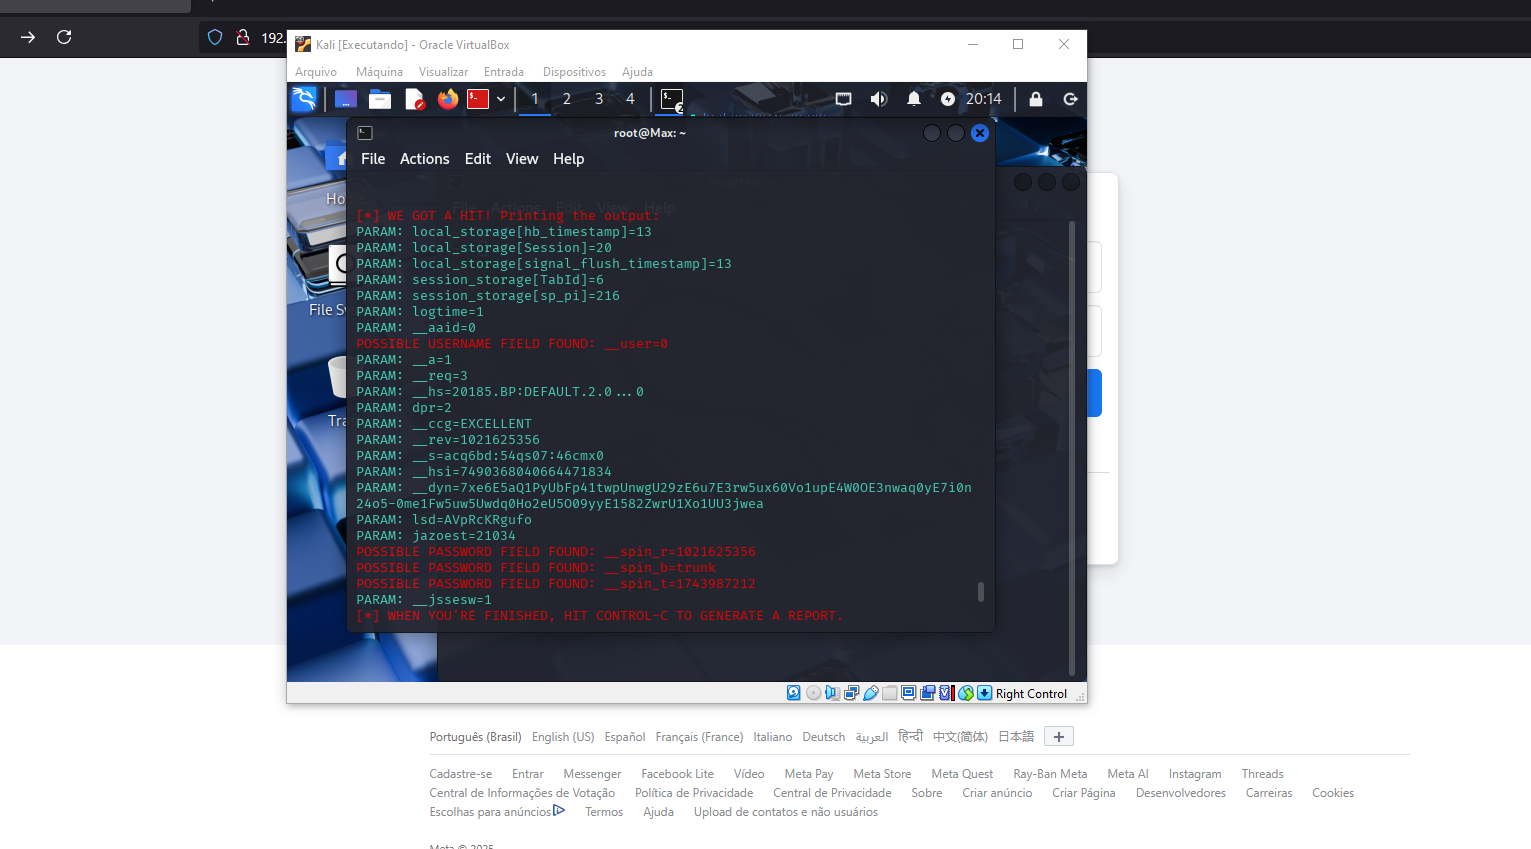 192.
Kali [Executando] - Oracle VirtualBox
Arquivo Máquina Visualizar Entrada Dispositivos Ajuda
1 2 3 4 2 20:14
root@Max: ~
File Actions Edit View Help
[*] WE GOT A HIT! Printing the output:
PARAM: local_storage[hb_timestamp]=13
PARAM: local_storage[Session]=20
PARAM: local_storage[signal_flush_timestamp]=13
PARAM: session_storage[TabId]=6
PARAM: session_storage[sp_pi]=216
PARAM: logtime=1
PARAM: __aaid=0
POSSIBLE USERNAME FIELD FOUND: __user=0
PARAM: __a=1
PARAM: __req=3
PARAM: __hs=20185.BP:DEFAULT.2.0...0
PARAM: dpr=2
PARAM: __ccg=EXCELLENT
PARAM: __rev=1021625356
PARAM: __s=acq6bd:54qs07:46cmx0
PARAM: __hsi=7490368040664471834
PARAM: __dyn=7xe6E5aQ1PyUbFp41twpUnwgU29zE6u7E3rw5ux60Vo1upE4W0OE3nwaq0yE7i0n
24o5-0me1Fw5uw5Uwdq0Ho2eU5O09yyE1582ZwrU1Xo1UU3jwea
PARAM: lsd=AVpRcKRgufo
PARAM: jazoest=21034
POSSIBLE PASSWORD FIELD FOUND: __spin_r=1021625356
POSSIBLE PASSWORD FIELD FOUND: __spin_b=trunk
POSSIBLE PASSWORD FIELD FOUND: __spin_t=1743987212
PARAM: __jssesw=1
[*] WHEN YOU'RE FINISHED, HIT CONTROL-C TO GENERATE A REPORT.
File Actions Edit View Help
Right Control
Português (Brasil) English (US) Español Français (France) Italiano Deutsch العربية हिन्दी 中文(简体) 日本語
Cadastre-se Entrar Messenger Facebook Lite Vídeo Meta Pay Meta Store Meta Quest Ray-Ban Meta Meta AI Instagram Threads
Central de Informações de Votação Política de Privacidade Central de Privacidade Sobre Criar anúncio Criar Página Desenvolvedores Carreiras Cookies
Escolhas para anúncios Termos Ajuda Upload de contatos e não usuários
Meta © 2025